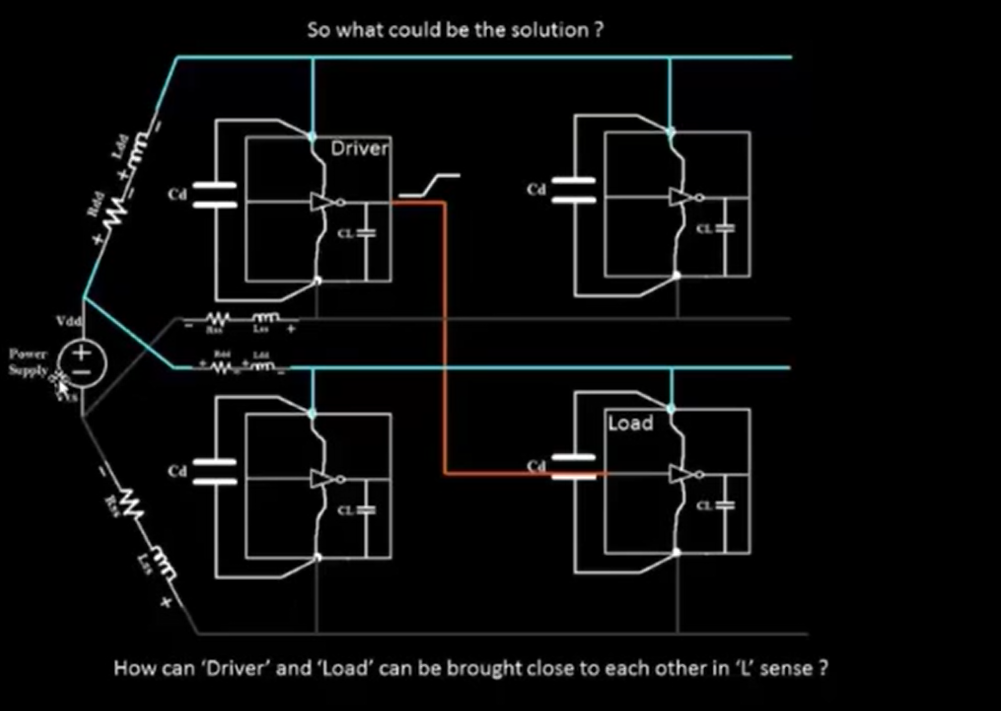 So what could be the solution ?
Driver
Ldd
Rdd
Cd
CL
Cd
CL
Vdd
Rss
Lss
Power
Supply
Rdd
Ldd
Vss
Load
Cd
CL
Cd
CL
Rss
Lss
How can ‘Driver’ and ‘Load’ can be brought close to each other in ‘L’ sense ?